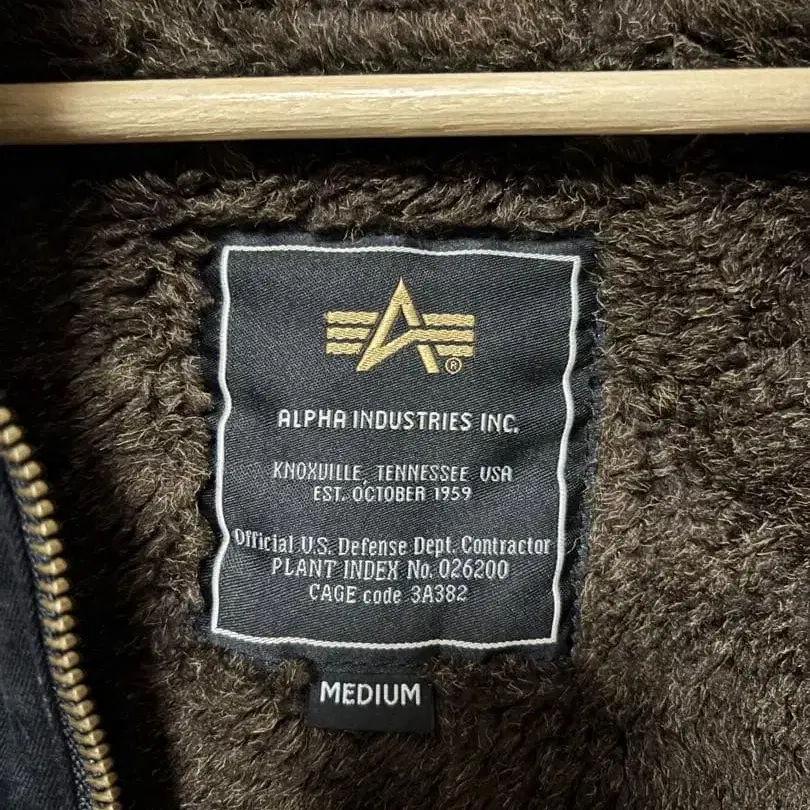 ®
ALPHA INDUSTRIES INC.
KNOXVILLE, TENNESSEE USA
EST. OCTOBER 1959
Official U.S. Defense Dept. Contractor
PLANT INDEX No. 026200
CAGE code 3A382
MEDIUM